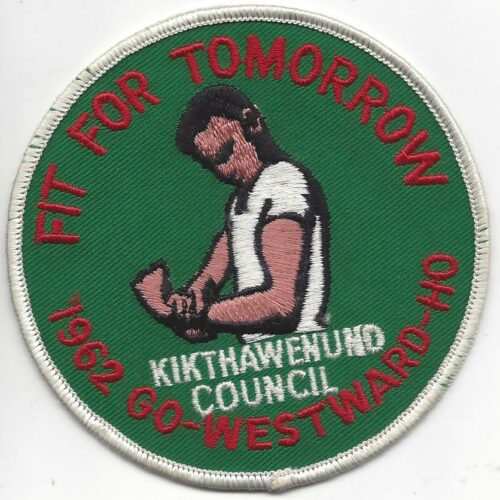 FIT FOR TOMORROW
KIKTHAWENUND
COUNCIL
1962 GO-WESTWARD-HO